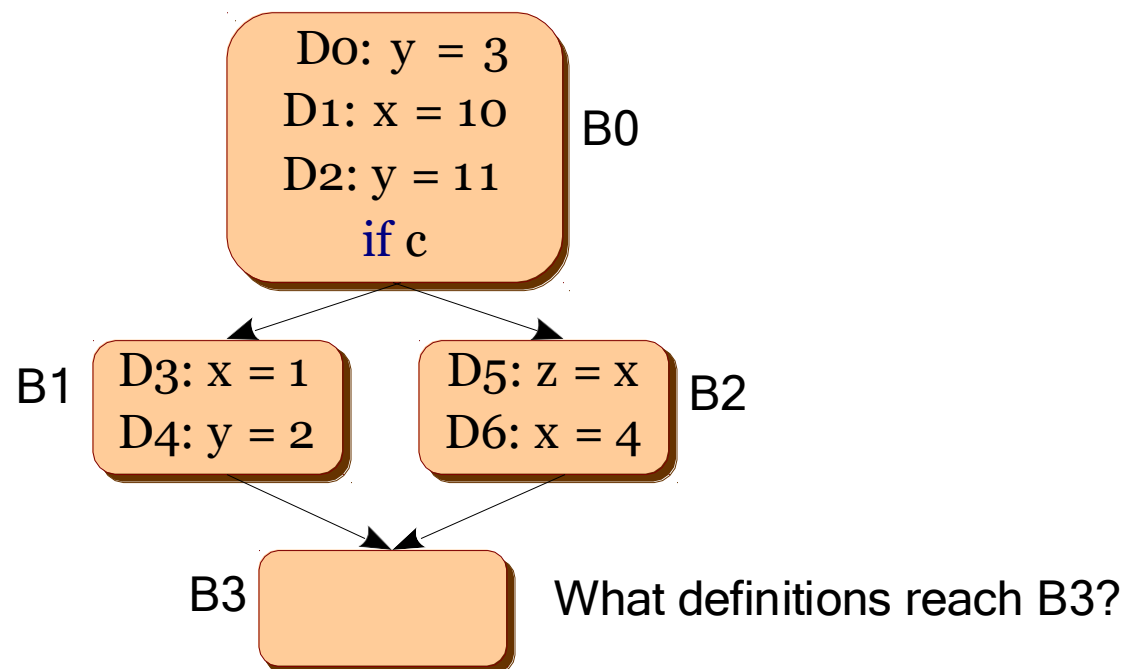 D0: y = 3
D1: x = 10
D2: y = 11
if c
B0
B1
D3: x = 1
D4: y = 2
D5: z = x
D6: x = 4
B2
B3
What definitions reach B3?